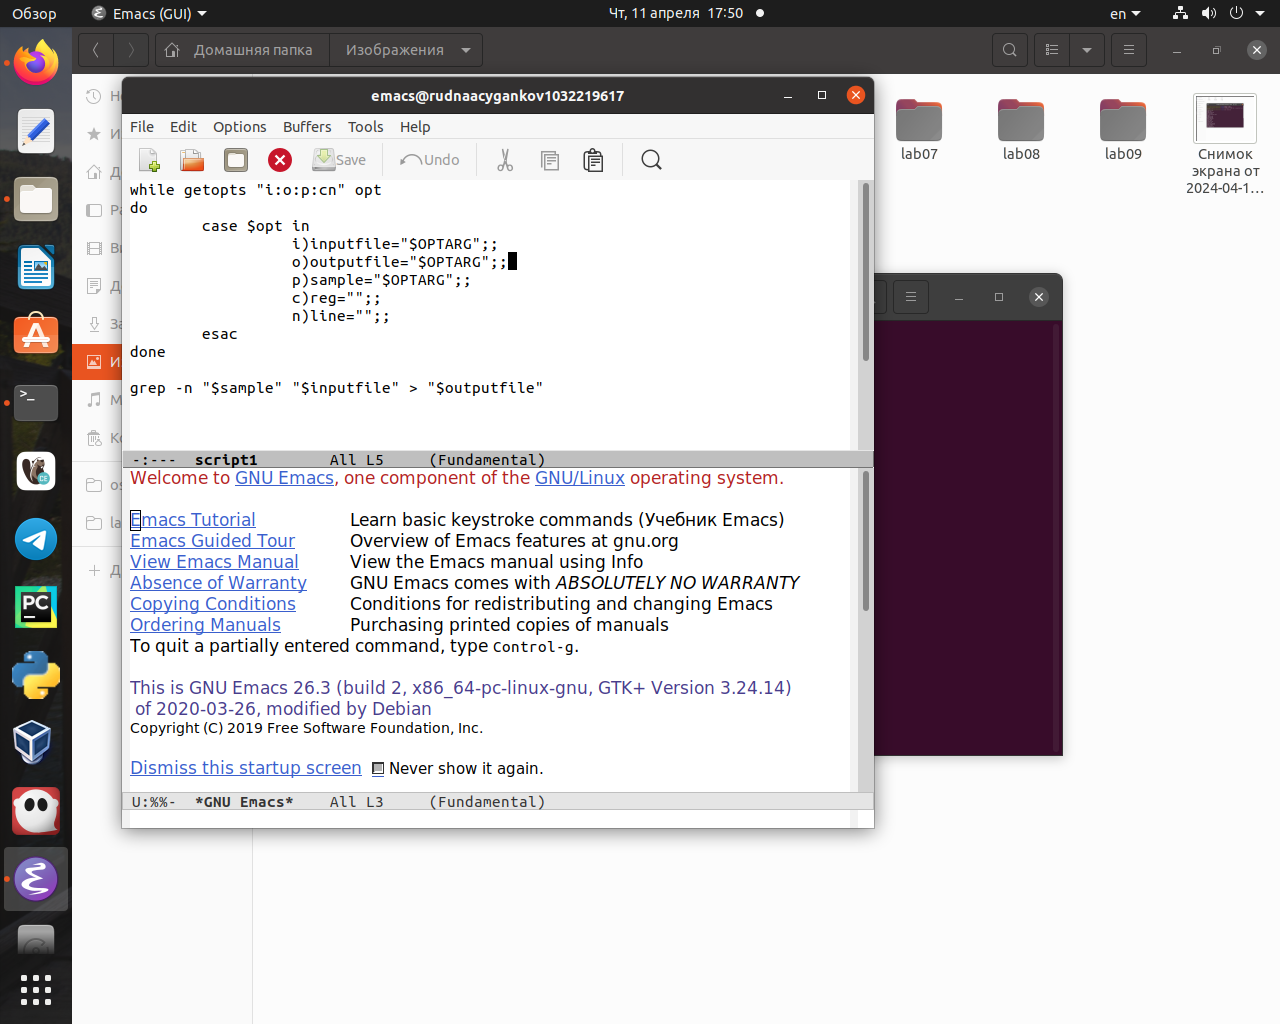 Обзор
Emacs (GUI)
Чт, 11 апреля 17:50
en
Домашняя папка
Изображения
emacs@rudnaacygankov1032219617
File Edit Options Buffers Tools Help
Save
Undo
while getopts "i:o:p:cn" opt
do
        case $opt in
                  i)inputfile="$OPTARG";;
                  o)outputfile="$OPTARG";;
                  p)sample="$OPTARG";;
                  c)reg="";;
                  n)line="";;
        esac
done
grep -n "$sample" "$inputfile" > "$outputfile"
-:---  script1        All L5     (Fundamental)
Welcome to GNU Emacs, one component of the GNU/Linux operating system.
Emacs Tutorial Learn basic keystroke commands (Учебник Emacs)
Emacs Guided Tour Overview of Emacs features at gnu.org
View Emacs Manual View the Emacs manual using Info
Absence of Warranty GNU Emacs comes with ABSOLUTELY NO WARRANTY
Copying Conditions Conditions for redistributing and changing Emacs
Ordering Manuals Purchasing printed copies of manuals
To quit a partially entered command, type Control-g.
This is GNU Emacs 26.3 (build 2, x86_64-pc-linux-gnu, GTK+ Version 3.24.14)
of 2020-03-26, modified by Debian
Copyright (C) 2019 Free Software Foundation, Inc.
Dismiss this startup screen Never show it again.
U:%%-  *GNU Emacs*    All L3     (Fundamental)
lab07
lab08
lab09
Снимок
экрана от
2024-04-1…